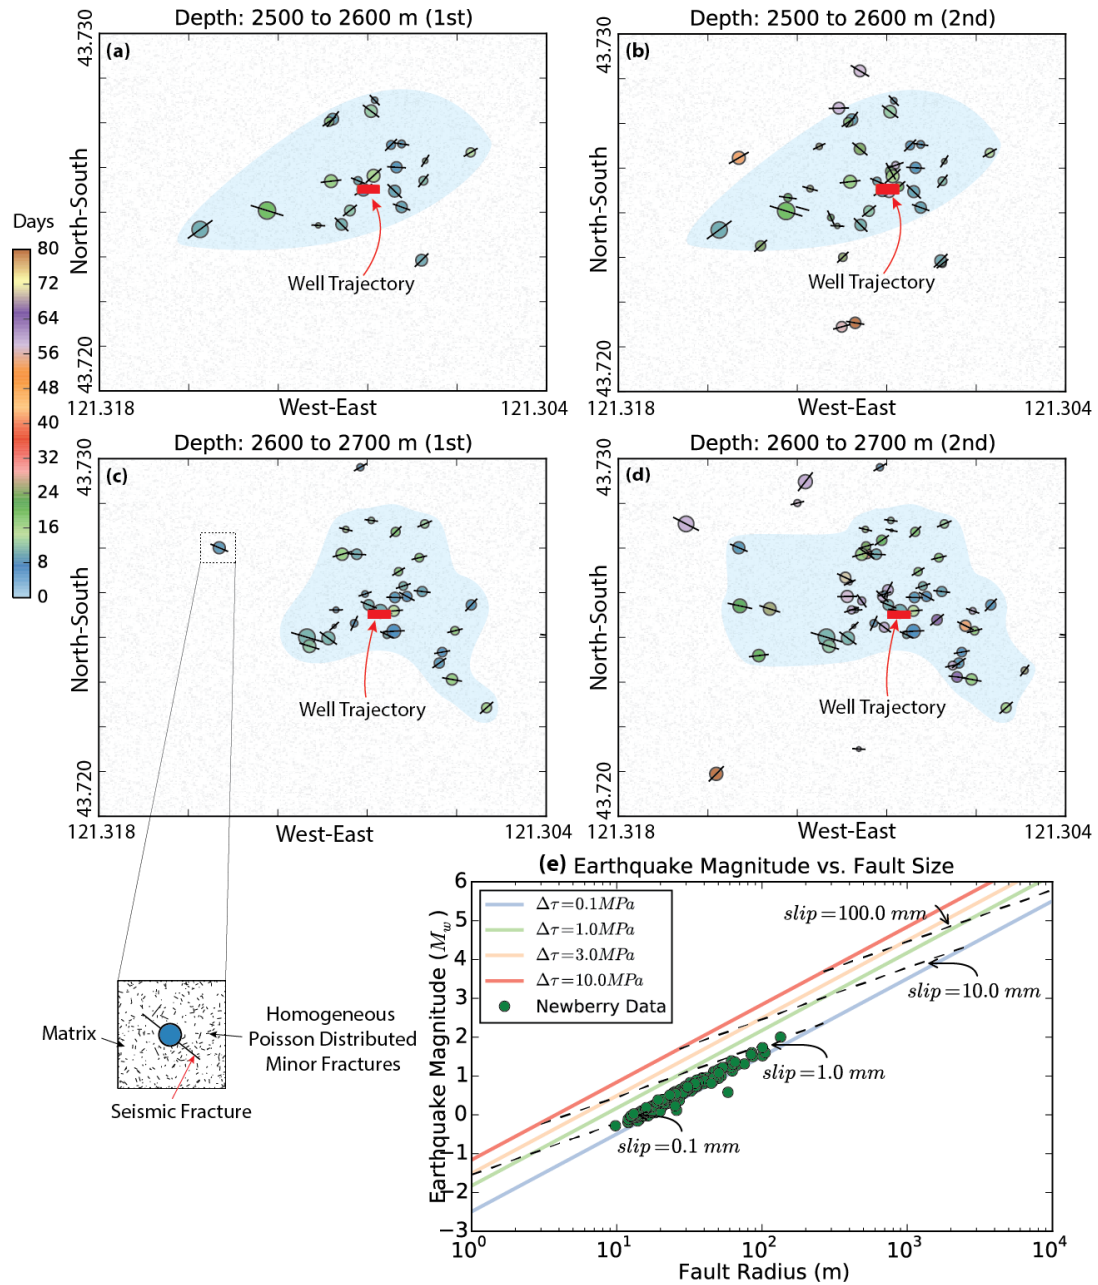 Depth: 2500 to 2600 m (1st)
(a)
43.730
North-South
43.720
121.318
West-East
121.304
Well Trajectory
Depth: 2500 to 2600 m (2nd)
(b)
43.730
North-South
43.720
121.318
West-East
121.304
Well Trajectory
Days
80
72
64
56
48
40
32
24
16
8
0
Depth: 2600 to 2700 m (1st)
(c)
43.730
North-South
43.720
121.318
West-East
121.304
Well Trajectory
Depth: 2600 to 2700 m (2nd)
(d)
43.730
North-South
43.720
121.318
West-East
121.304
Well Trajectory
Matrix
Homogeneous
Poisson Distributed
Minor Fractures
Seismic Fracture
(e) Earthquake Magnitude vs. Fault Size
Δτ=0.1MPa
Δτ=1.0MPa
Δτ=3.0MPa
Δτ=10.0MPa
Newberry Data
slip=100.0 mm
slip=10.0 mm
slip=1.0 mm
slip=0.1 mm
Earthquake Magnitude (M_w)
6
5
4
3
2
1
0
−1
−2
−3
10^0
10^1
10^2
10^3
10^4
Fault Radius (m)